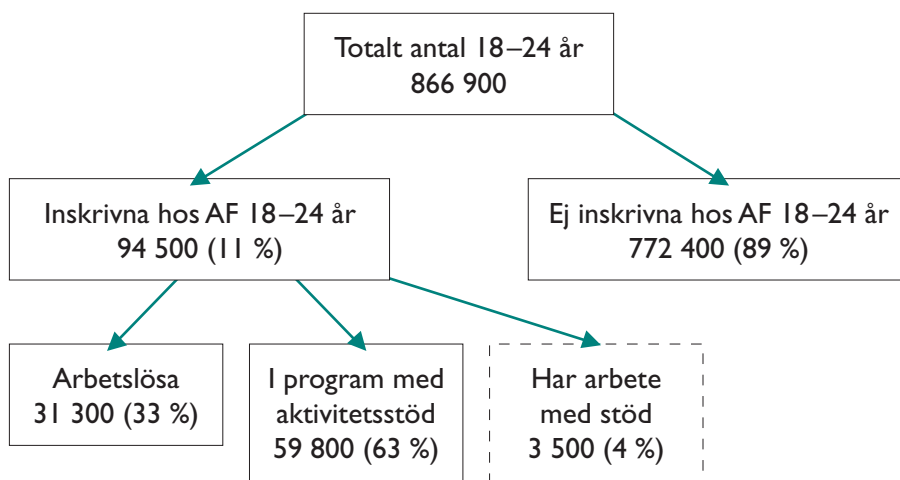 Totalt antal 18–24 år
866 900
Inskrivna hos AF 18–24 år
94 500 (11 %)
Ej inskrivna hos AF 18–24 år
772 400 (89 %)
Arbetslösa
31 300 (33 %)
I program med
aktivitetsstöd
59 800 (63 %)
Har arbete
med stöd
3 500 (4 %)